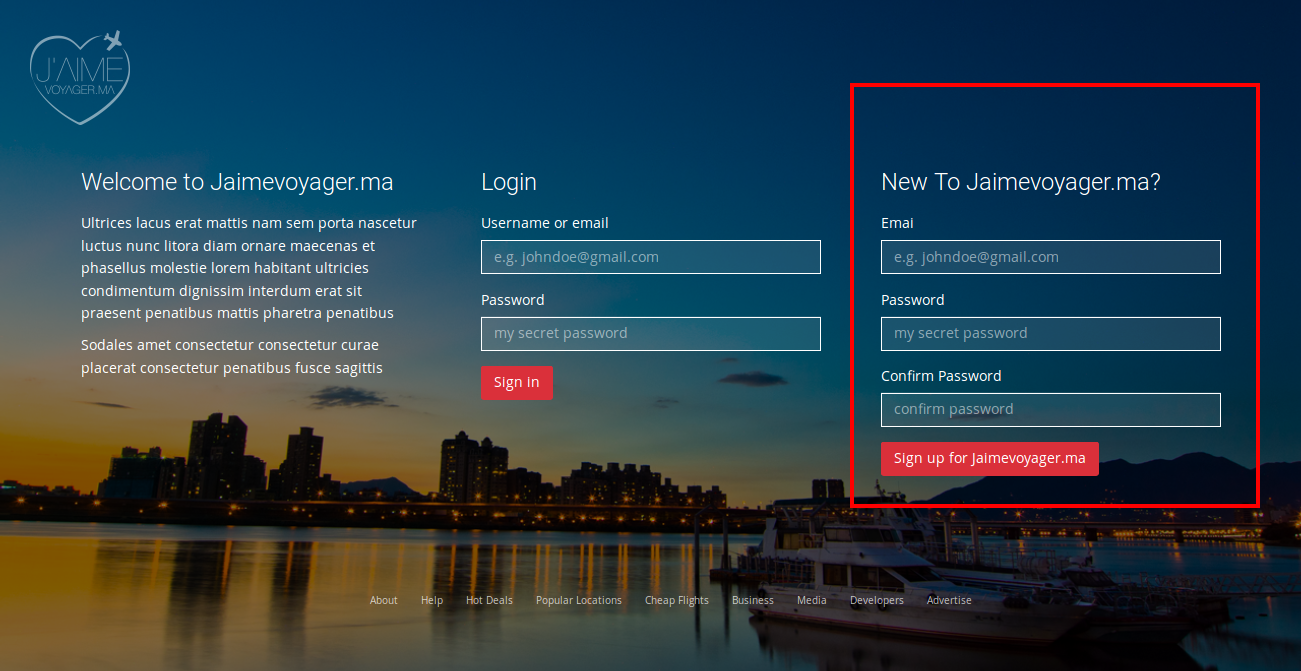 J'AIME
VOYAGER.MA
Welcome to Jaimevoyager.ma
Ultrices lacus erat mattis nam sem porta nascetur
luctus nunc litora diam ornare maecenas et
phasellus molestie lorem habitant ultricies
condimentum dignissim interdum erat sit
praesent penatibus mattis pharetra penatibus
Sodales amet consectetur consectetur curae
placerat consectetur penatibus fusce sagittis
Login
Username or email
e.g. johndoe@gmail.com
Password
my secret password
Sign in
New To Jaimevoyager.ma?
Emai
e.g. johndoe@gmail.com
Password
my secret password
Confirm Password
confirm password
Sign up for Jaimevoyager.ma
About Help Hot Deals Popular Locations Cheap Flights Business Media Developers Advertise